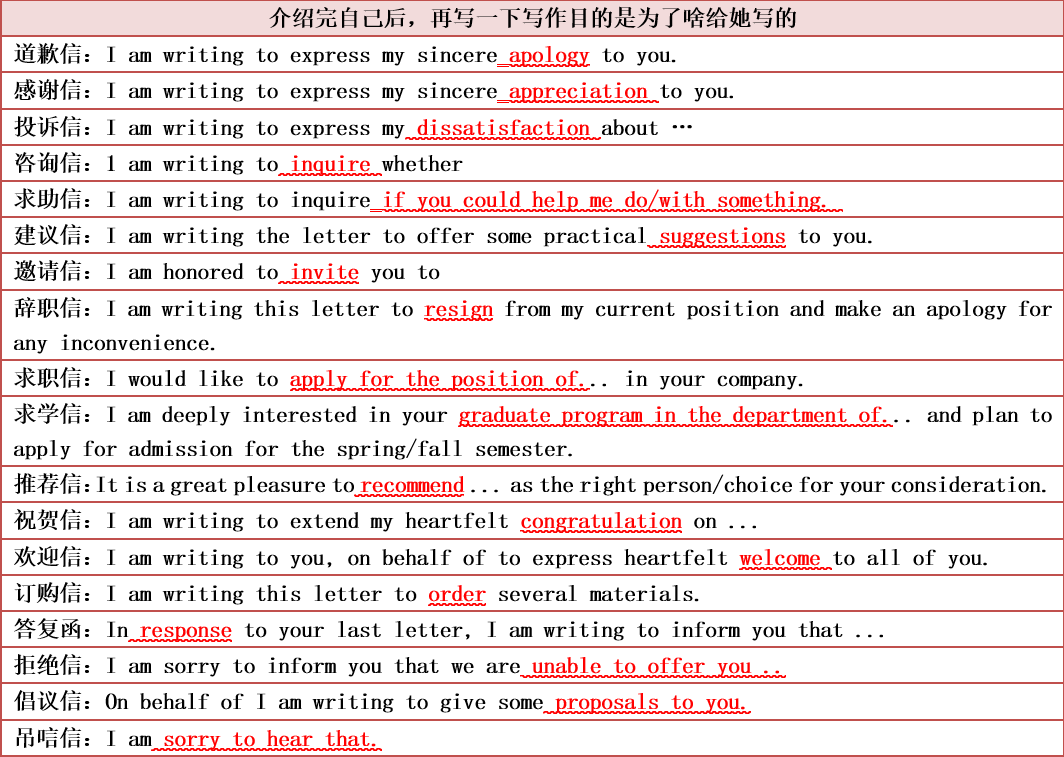 介绍完自己后，再写一下写作目的是为了啥给她写的
道歉信：I am writing to express my sincere apology to you.
感谢信：I am writing to express my sincere appreciation to you.
投诉信：I am writing to express my dissatisfaction about …
咨询信：1 am writing to inquire whether
求助信：I am writing to inquire if you could help me do/with something.
建议信：I am writing the letter to offer some practical suggestions to you.
邀请信：I am honored to invite you to
辞职信：I am writing this letter to resign from my current position and make an apology for
any inconvenience.
求职信：I would like to apply for the position of... in your company.
求学信：I am deeply interested in your graduate program in the department of... and plan to
apply for admission for the spring/fall semester.
推荐信：It is a great pleasure to recommend ... as the right person/choice for your consideration.
祝贺信：I am writing to extend my heartfelt congratulation on ...
欢迎信：I am writing to you, on behalf of to express heartfelt welcome to all of you.
订购信：I am writing this letter to order several materials.
答复函：In response to your last letter, I am writing to inform you that ...
拒绝信：I am sorry to inform you that we are unable to offer you ..
倡议信：On behalf of I am writing to give some proposals to you.
吊唁信：I am sorry to hear that.